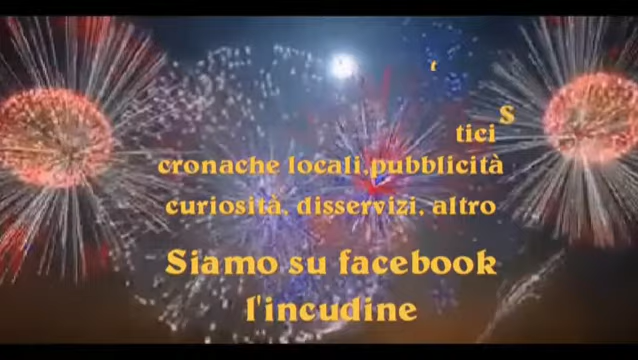 t
S
tici
cronache locali,pubblicità
curiosità, disservizi, altro
Siamo su facebook
l'incudine